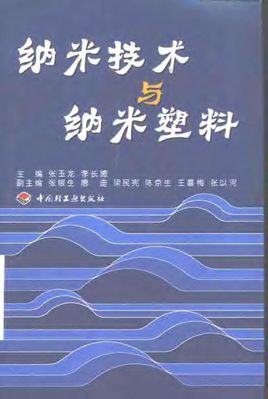 纳米技术
与
纳米塑料
主 编 张玉龙 李长德
副主编 张银生 唐 迪 梁民宪 陈京生 王喜梅 张以河
中国轻工业出版社